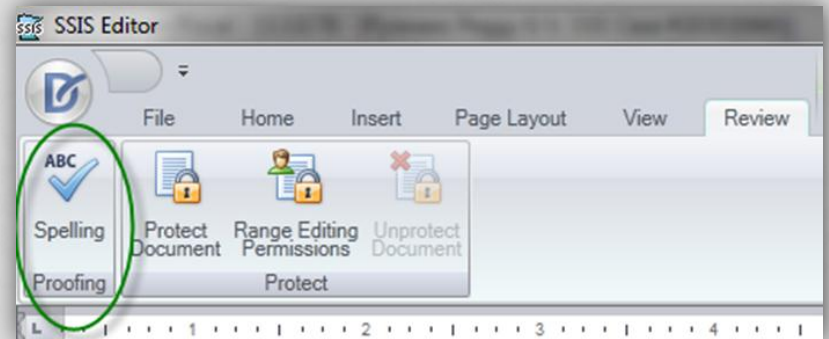 SSIS SSIS Editor
File Home Insert Page Layout View Review
ABC
Spelling Protect Document Range Editing Permissions Unprotect Document
Proofing Protect
L 1 2 3 4